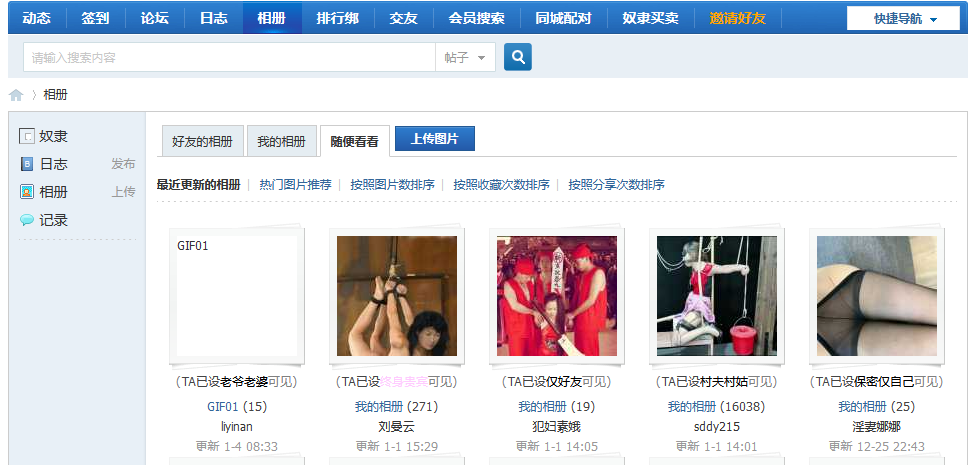 动态 签到 论坛 日志 相册 排行绑 交友 会员搜索 同城配对 奴隶买卖 邀请好友 快捷导航
请输入搜索内容 帖子
相册
奴隶
日志 发布
相册 上传
记录
好友的相册 我的相册 随便看看 上传图片
最近更新的相册 热门图片推荐 按照图片数排序 按照收藏次数排序 按照分享次数排序
GIF01
(TA已设老爷老婆可见) (TA已设终身卖宾可见) (TA已设仅好友可见) (TA已设村夫村姑可见) (TA已设保密仅自己可见)
GIF01 (15) 我的相册 (271) 我的相册 (19) 我的相册 (16038) 我的相册 (25)
liyinan 刘曼云 犯妇素娥 sddy215 淫妻娜娜
更新 1-4 08:33 更新 1-1 15:29 更新 1-1 14:05 更新 1-1 14:01 更新 12-25 22:43